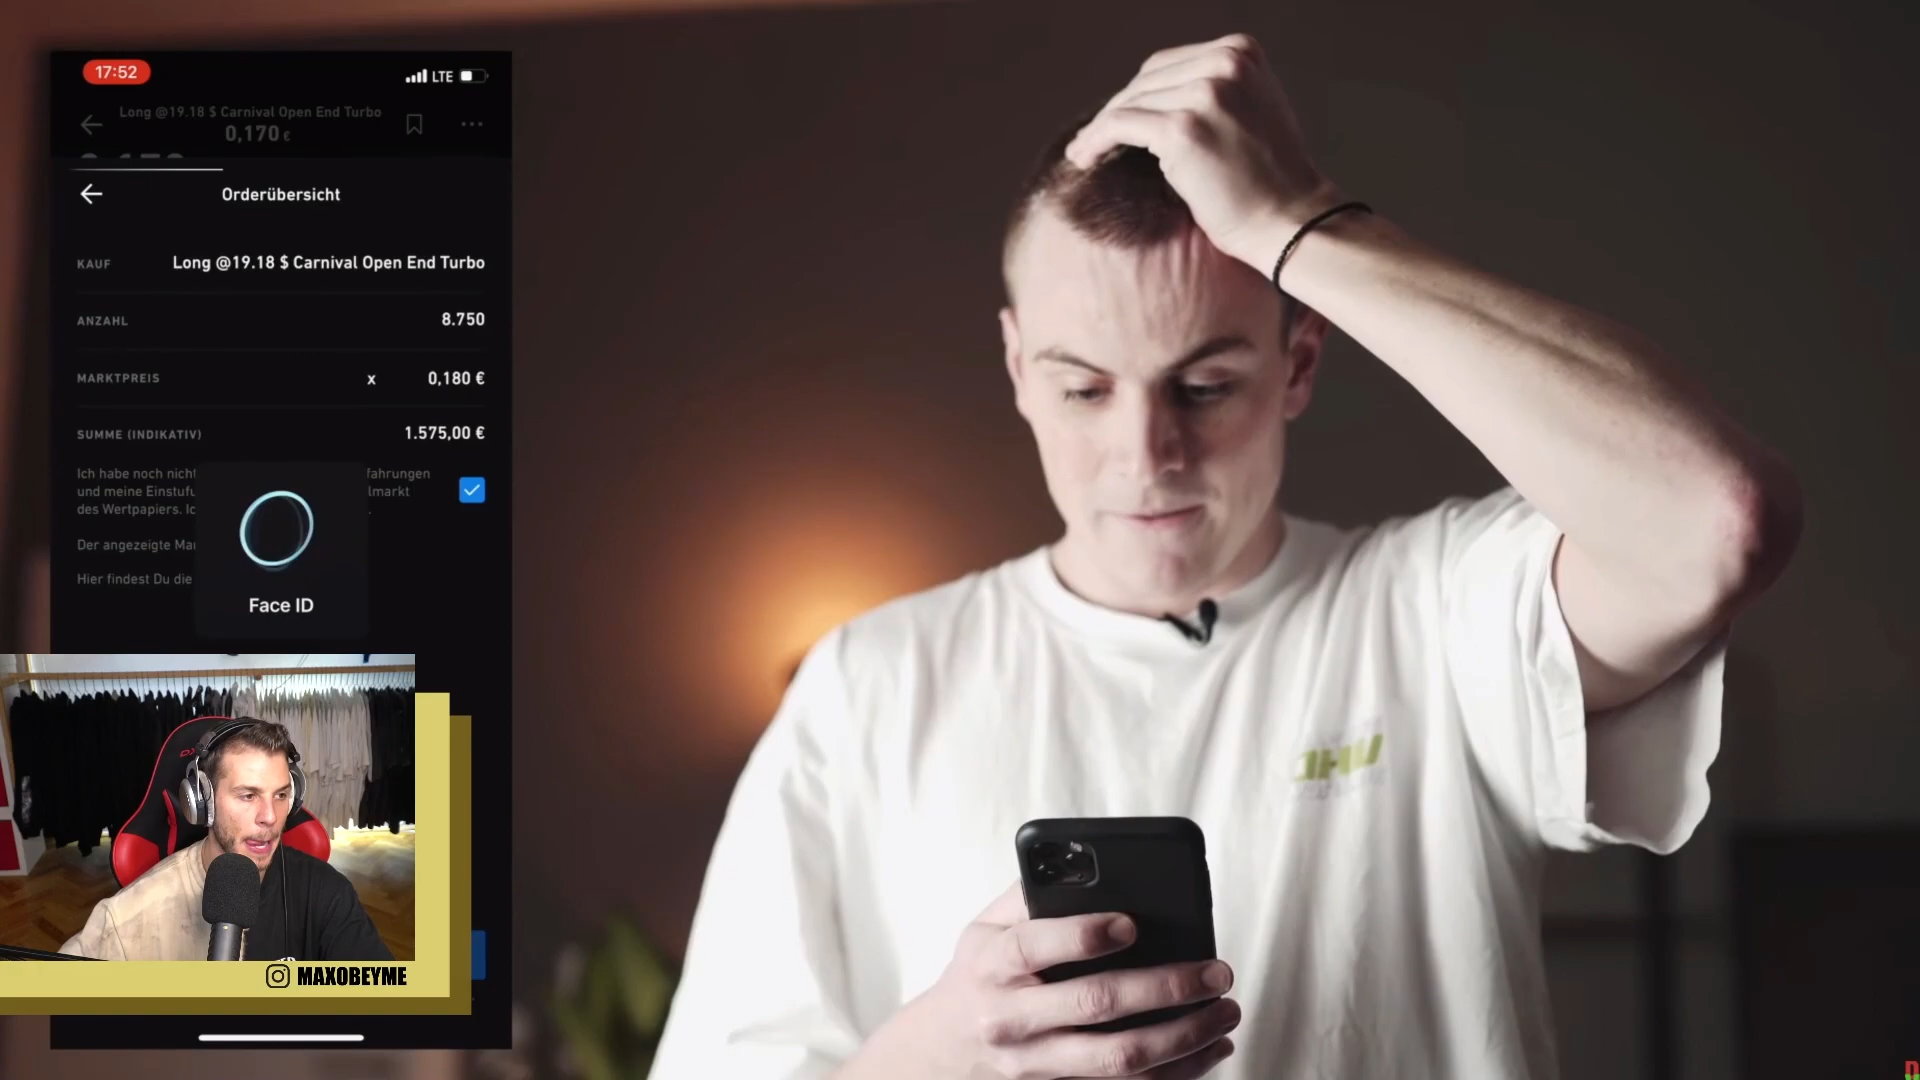 17:52
LTE
Long @19.18 $ Carnival Open End Turbo
0,170 €
Orderübersicht
KAUF Long @19.18 $ Carnival Open End Turbo
ANZAHL 8.750
MARKTPREIS x 0,180 €
SUMME (INDIKATIV) 1.575,00 €
Ich habe noch nicht fahrungen
und meine Einstufu lmarkt
des Wertpapiers. Ic
Der angezeigte Mar
Hier findest Du die
Face ID
MAXOBEYME